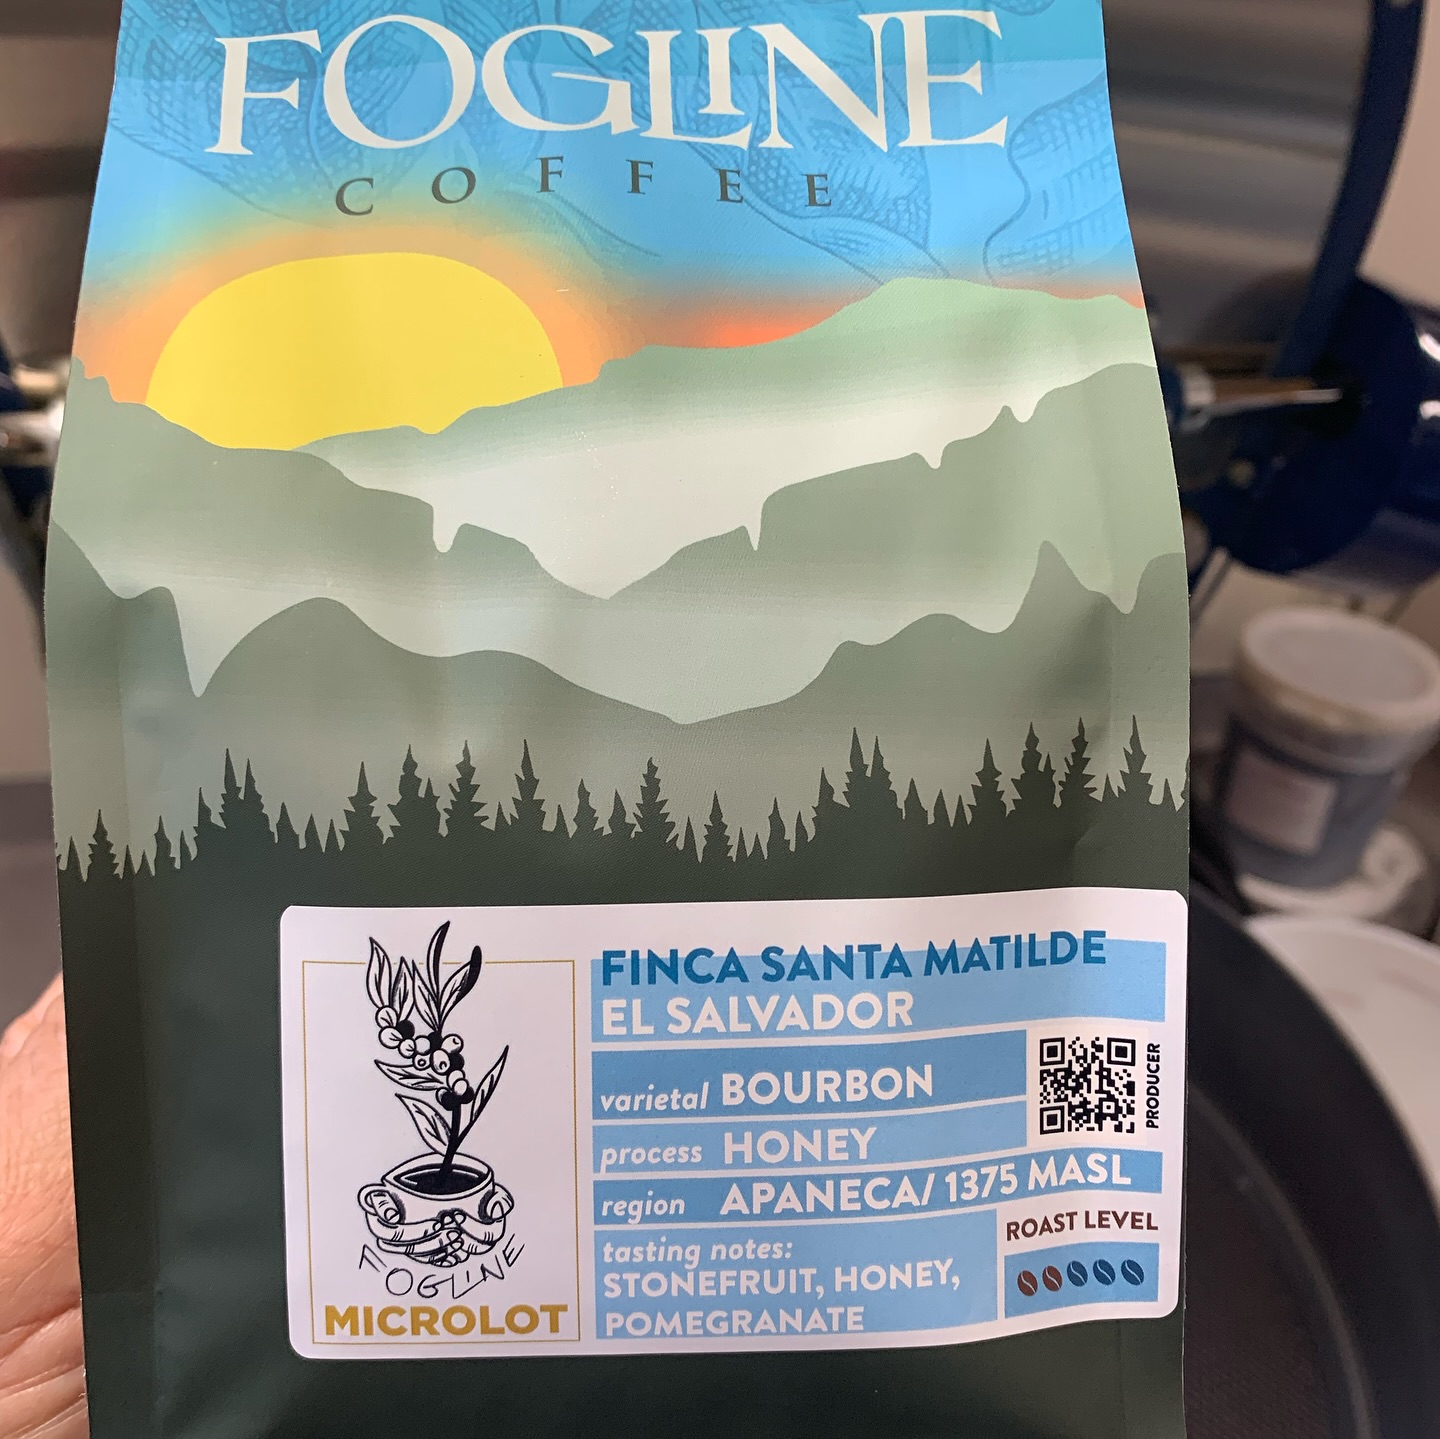 FOGLINE
COFFEE
FOGLINE
MICROLOT
FINCA SANTA MATILDE
EL SALVADOR
varietal BOURBON
process HONEY
region APANECA/ 1375 MASL
tasting notes:
STONEFRUIT, HONEY,
POMEGRANATE
PRODUCER
ROAST LEVEL